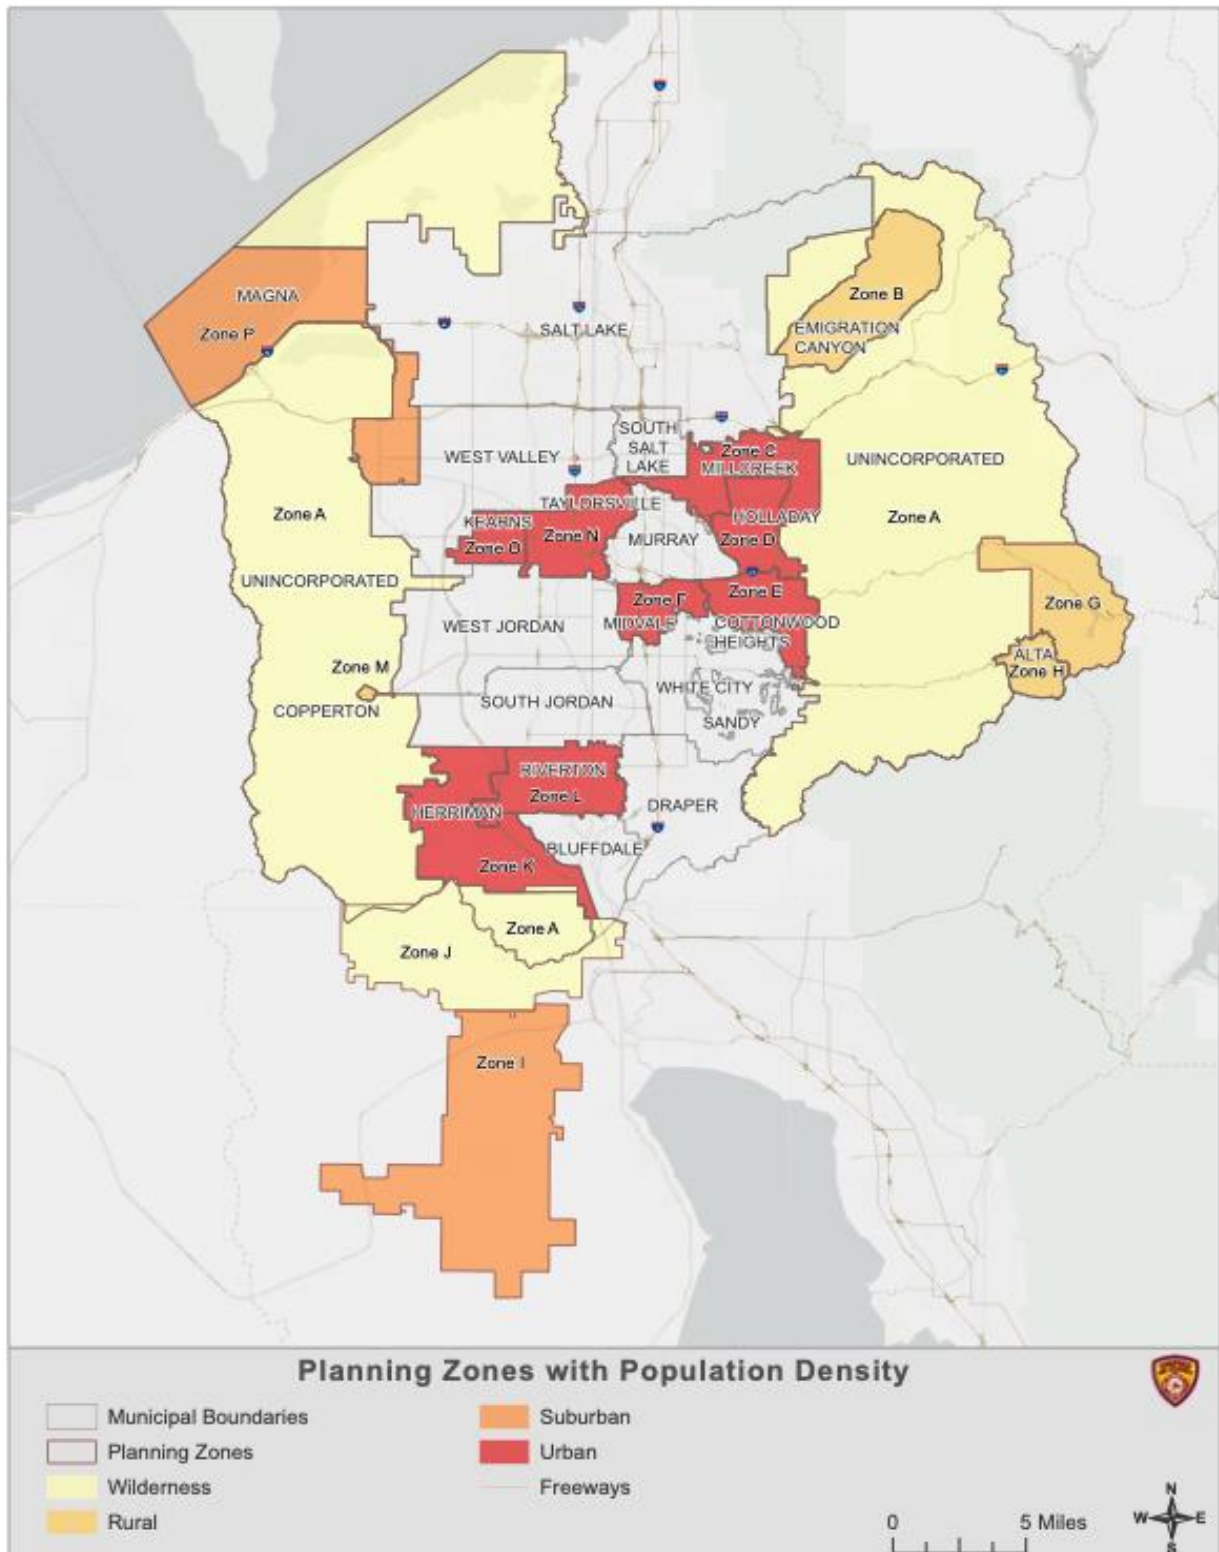 MAGNA
Zone P
SALT LAKE
Zone B
EMIGRATION
CANYON
SOUTH
SALT
LAKE
WEST VALLEY
Zone C
MILLCREEK
UNINCORPORATED
Zone A
TAYLORSVILLE
HOLLADAY
Zone A
KEARNS
Zone O
Zone N
MURRAY
Zone D
UNINCORPORATED
Zone F
MIDVALE
Zone E
COTTONWOOD
HEIGHTS
Zone G
WEST JORDAN
ALTA
Zone H
Zone M
COPPERTON
SOUTH JORDAN
WHITE CITY
SANDY
RIVERTON
Zone L
HERRIMAN
DRAPER
BLUFFDALE
Zone K
Zone A
Zone J
Zone I
Planning Zones with Population Density
Municipal Boundaries
Planning Zones
Wilderness
Rural
Suburban
Urban
Freeways
0 5 Miles
N
W E
S